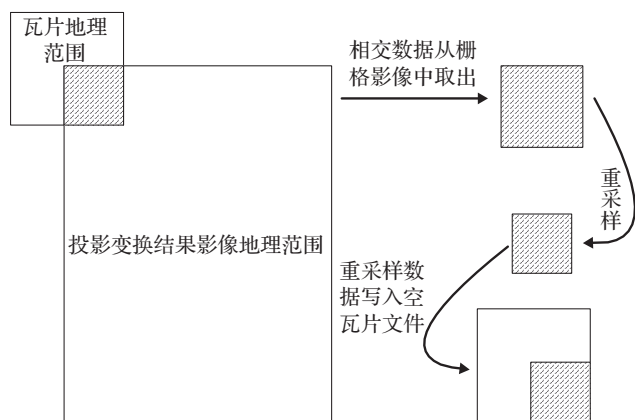 瓦片地理
范围
相交数据从栅
格影像中取出
重采样
投影变换结果影像地理范围
重采样数
据写入空
瓦片文件